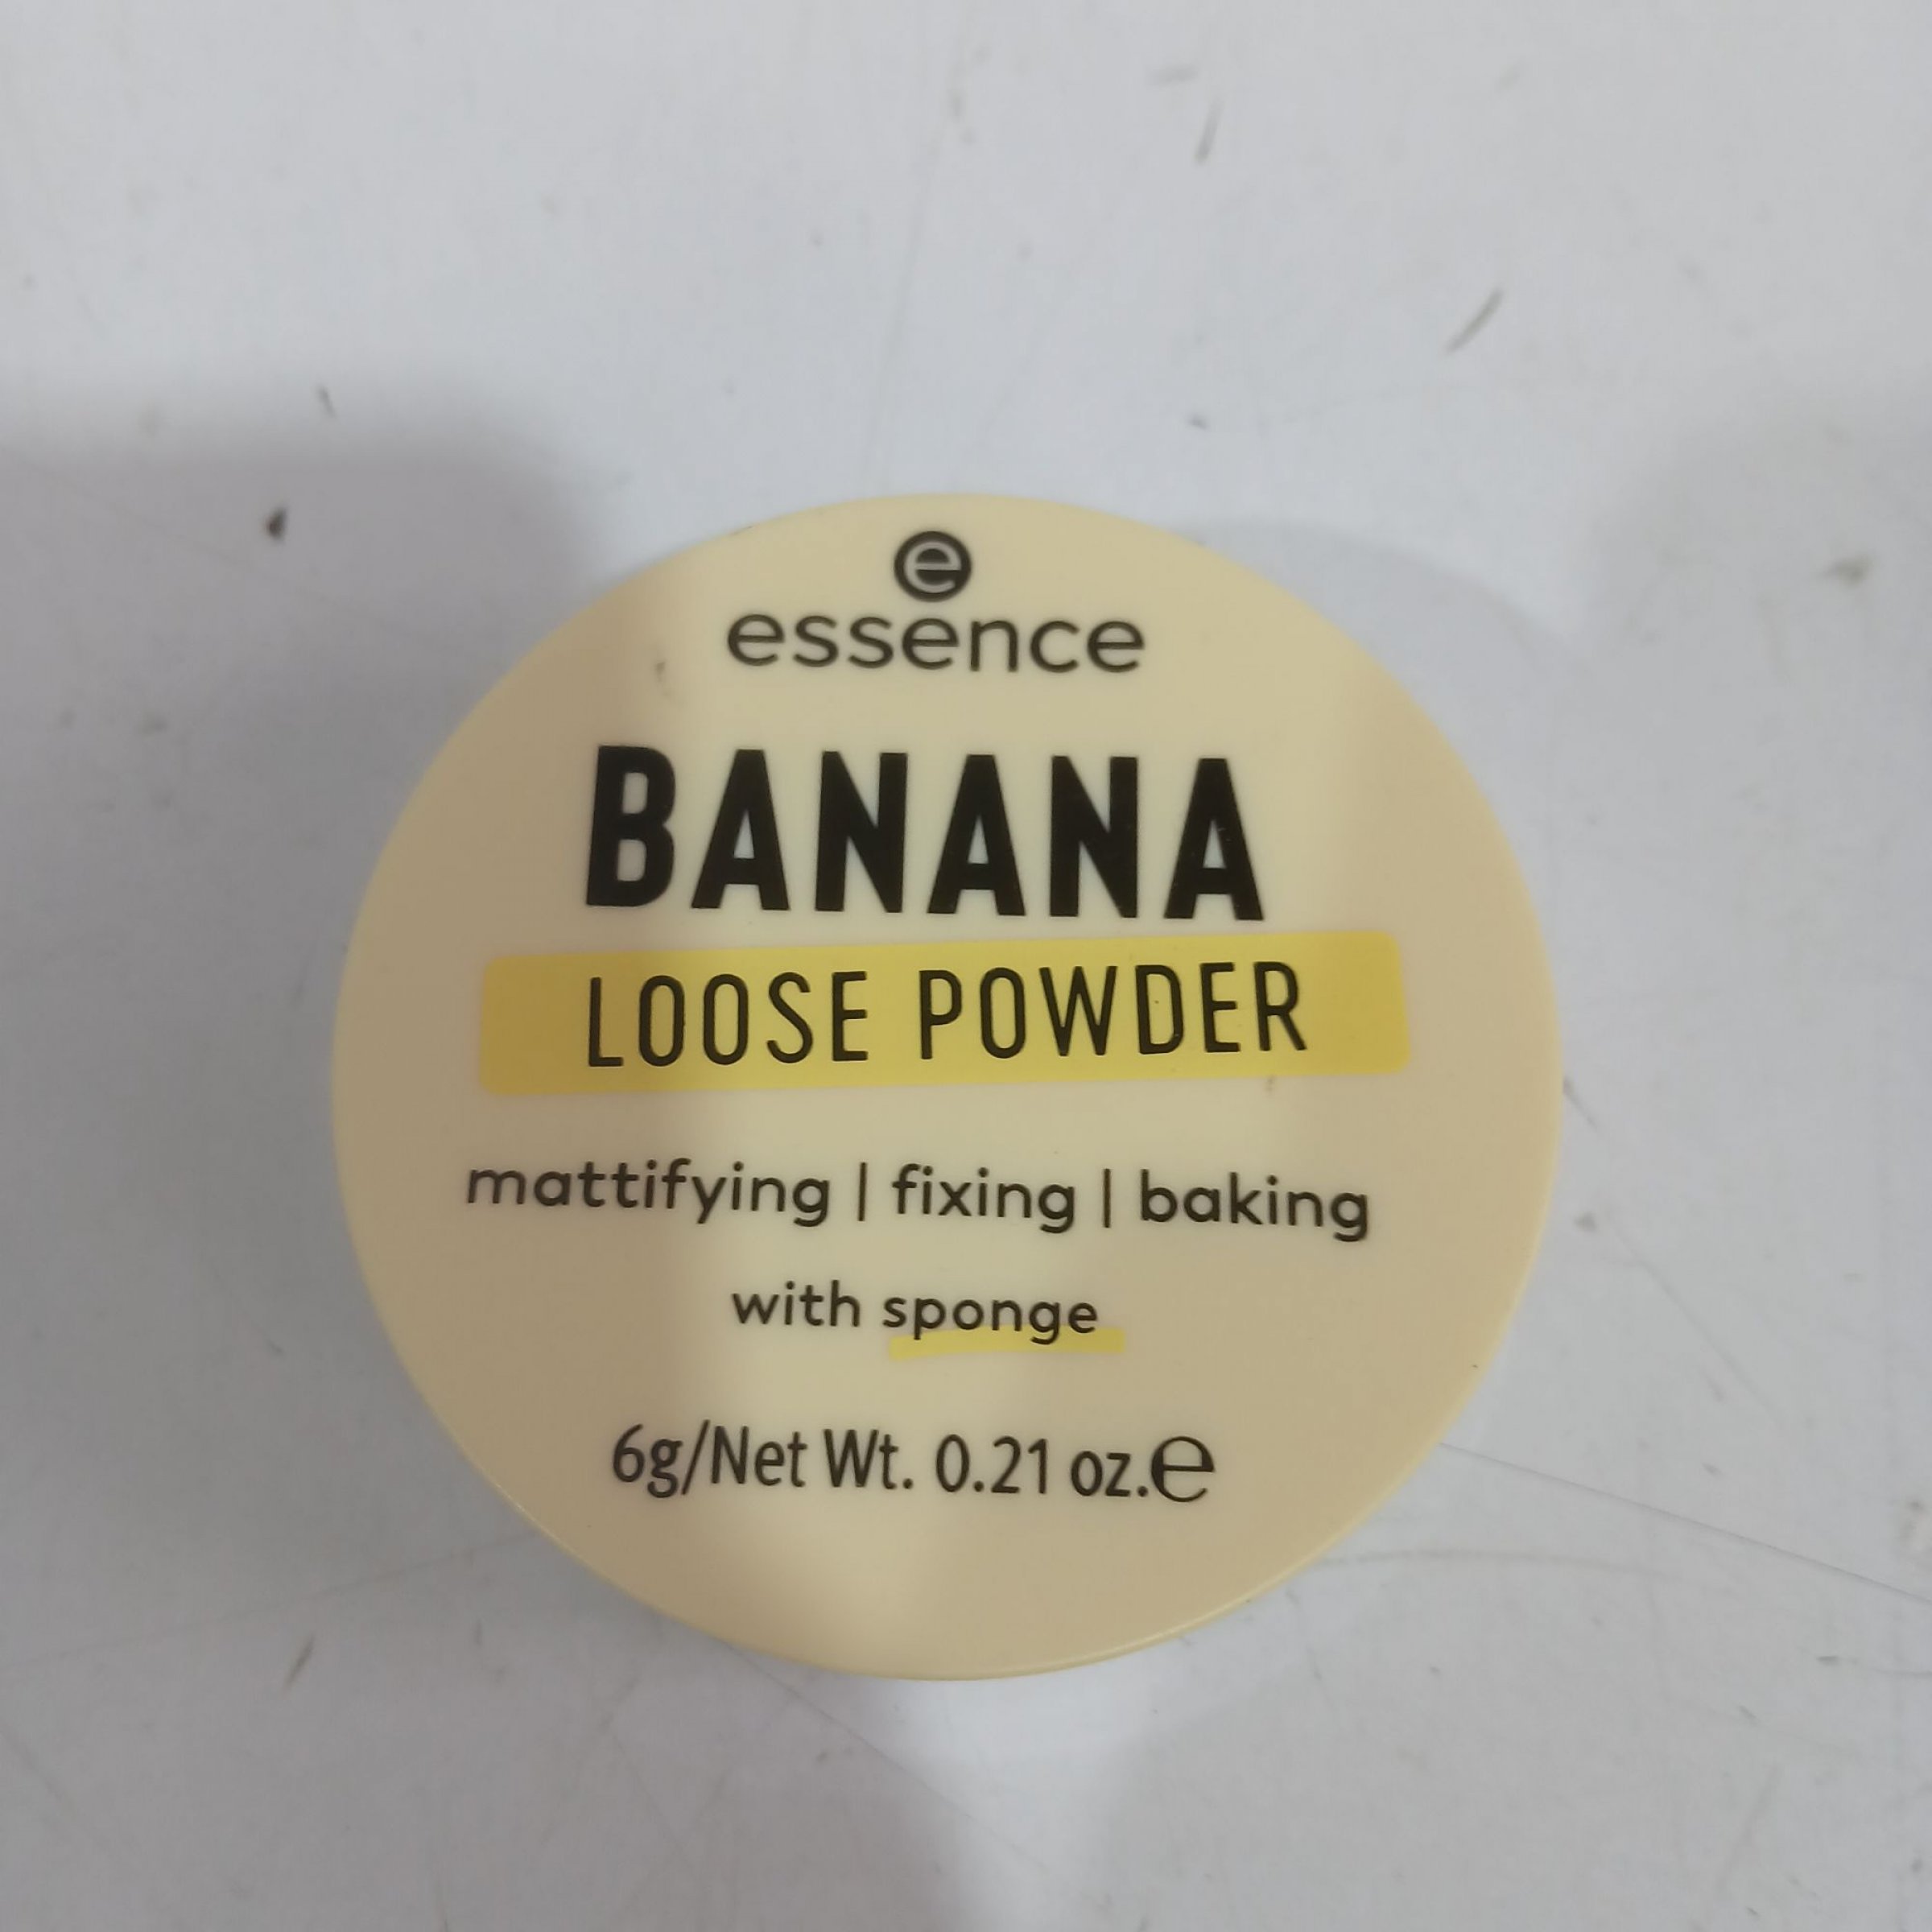 e
essence
BANANA
LOOSE POWDER
mattifying | fixing | baking
with sponge
6g/Net Wt. 0.21 oz.℮